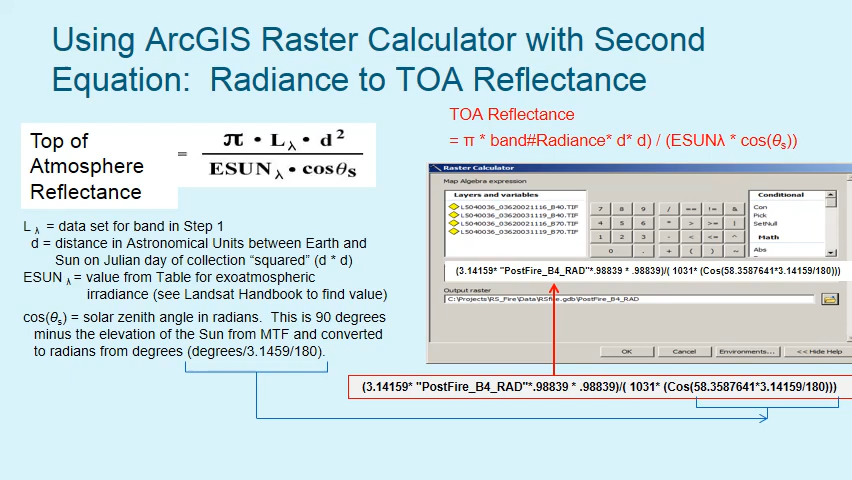 Using ArcGIS Raster Calculator with Second
Equation: Radiance to TOA Reflectance
Top of
Atmosphere
Reflectance
= π • L λ • d 2
ESUN λ • cosθs
L λ = data set for band in Step 1
d = distance in Astronomical Units between Earth and
Sun on Julian day of collection “squared” (d * d)
ESUN λ = value from Table for exoatmospheric
irradiance (see Landsat Handbook to find value)
cos(θs) = solar zenith angle in radians. This is 90 degrees
minus the elevation of the Sun from MTF and converted
to radians from degrees (degrees/3.1459/180).
TOA Reflectance
= π * band#Radiance* d* d) / (ESUNλ * cos(θs))
Raster Calculator
Map Algebra expression
Layers and variables
L5040036_03620021116_B40.TIF
L5040036_03620031119_B40.TIF
L5040036_03620021116_B70.TIF
L5040036_03620031119_B70.TIF
7 8 9 / == != &
4 5 6 * > >= |
1 2 3 - < <= ^
0 . + ( ) ~
Conditional
Con
Pick
SetNull
Math
Abs
(3.14159* "PostFire_B4_RAD"*.98839 * .98839)/( 1031* (Cos(58.3587641*3.14159/180)))
Output raster
C:\Projects\RS_Fire\Data\RSfire.gdb\PostFire_B4_RAD
OK Cancel Environments... << Hide Help
(3.14159* "PostFire_B4_RAD"*.98839 * .98839)/( 1031* (Cos(58.3587641*3.14159/180)))